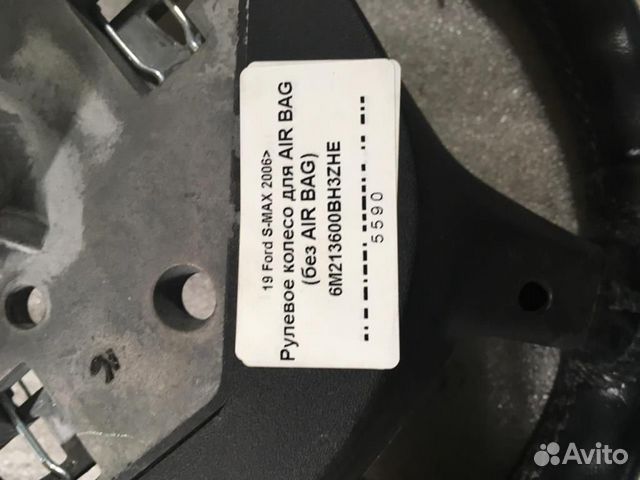 19 Ford S-MAX 2006>
Рулевое колесо для AIR BAG
(без AIR BAG)
6M213600BH3ZHE
5590
Avito